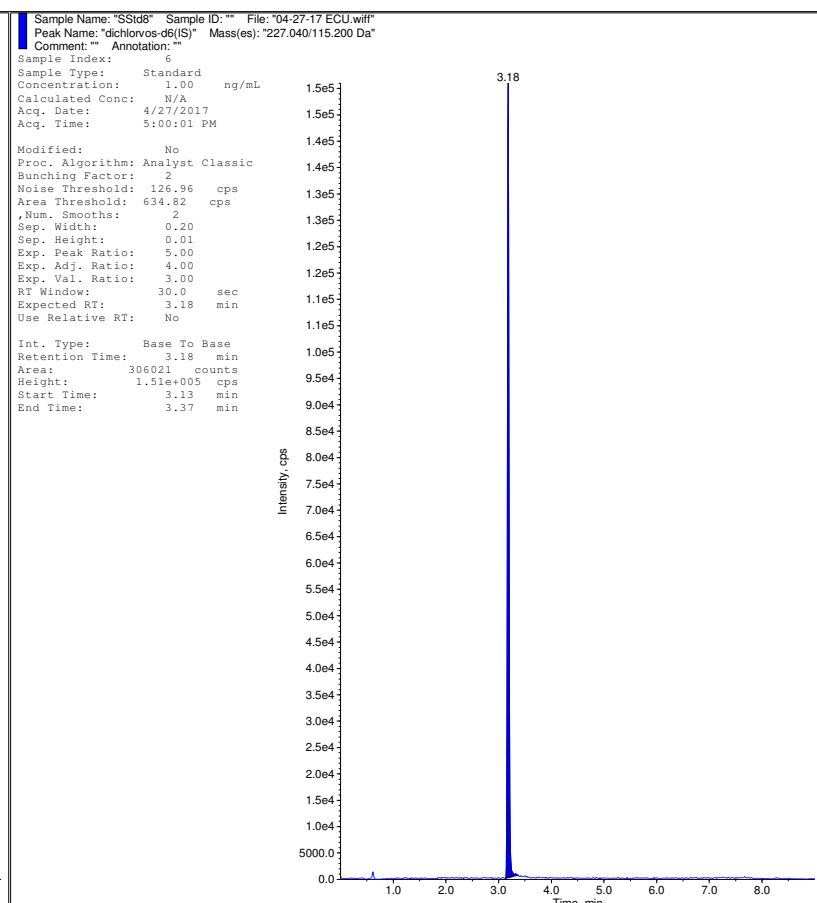 Sample Name: "SStd8" Sample ID: "" File: "04-27-17 ECU.wiff"
Peak Name: "dichlorvos-d6(IS)" Mass(es): "227.040/115.200 Da"
Comment: "" Annotation: ""
Sample Index: 6
Sample Type: Standard
Concentration: 1.00 ng/mL
Calculated Conc: N/A
Acq. Date: 4/27/2017
Acq. Time: 5:00:01 PM
Modified: No
Proc. Algorithm: Analyst Classic
Bunching Factor: 2
Noise Threshold: 126.96 cps
Area Threshold: 634.82 cps
,Num. Smooths: 2
Sep. Width: 0.20
Sep. Height: 0.01
Exp. Peak Ratio: 5.00
Exp. Adj. Ratio: 4.00
Exp. Val. Ratio: 3.00
RT Window: 30.0 sec
Expected RT: 3.18 min
Use Relative RT: No
Int. Type: Base To Base
Retention Time: 3.18 min
Area: 306021 counts
Height: 1.51e+005 cps
Start Time: 3.13 min
End Time: 3.37 min
3.18
1.5e5
1.5e5
1.4e5
1.4e5
1.3e5
1.3e5
1.2e5
1.2e5
1.1e5
1.1e5
1.0e5
9.5e4
9.0e4
8.5e4
8.0e4
7.5e4
7.0e4
6.5e4
6.0e4
5.5e4
5.0e4
4.5e4
4.0e4
3.5e4
3.0e4
2.5e4
2.0e4
1.5e4
1.0e4
5000.0
0.0
Intensity, cps
1.0 2.0 3.0 4.0 5.0 6.0 7.0 8.0
Time, min